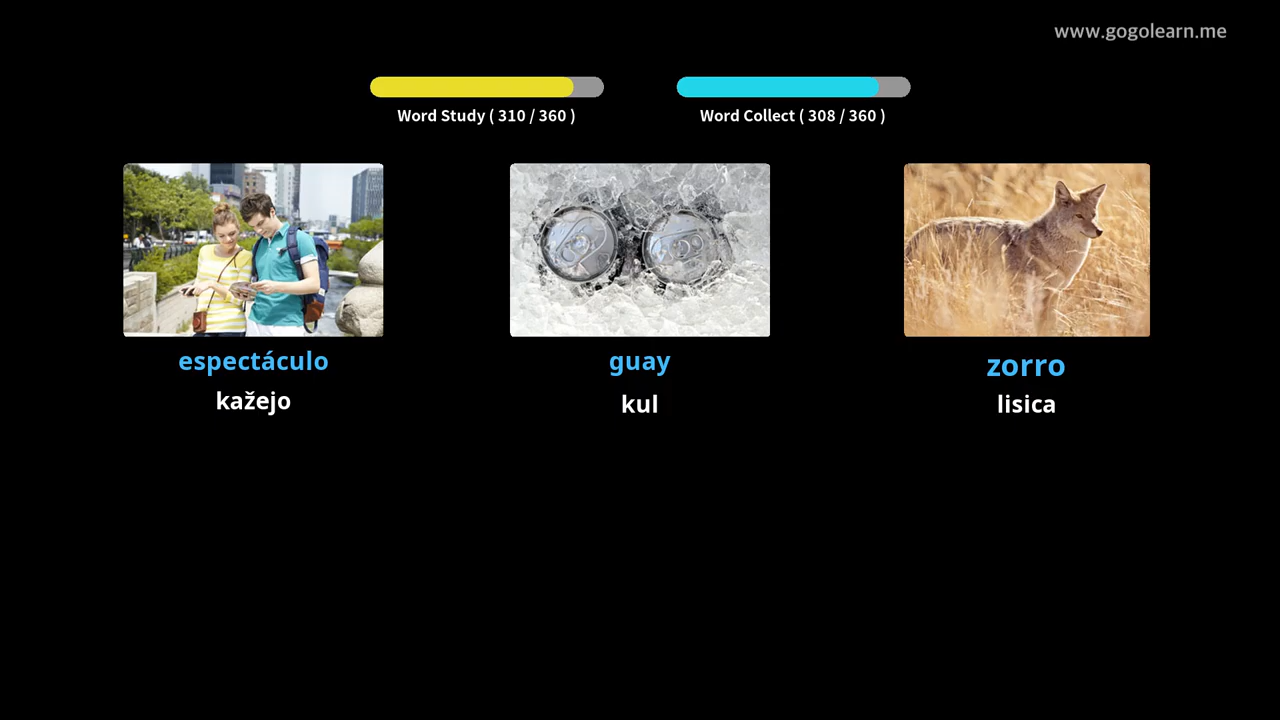 www.gogolearn.me
Word Study ( 310 / 360 )
Word Collect ( 308 / 360 )
espectáculo
guay
zorro
kažejo
kul
lisica